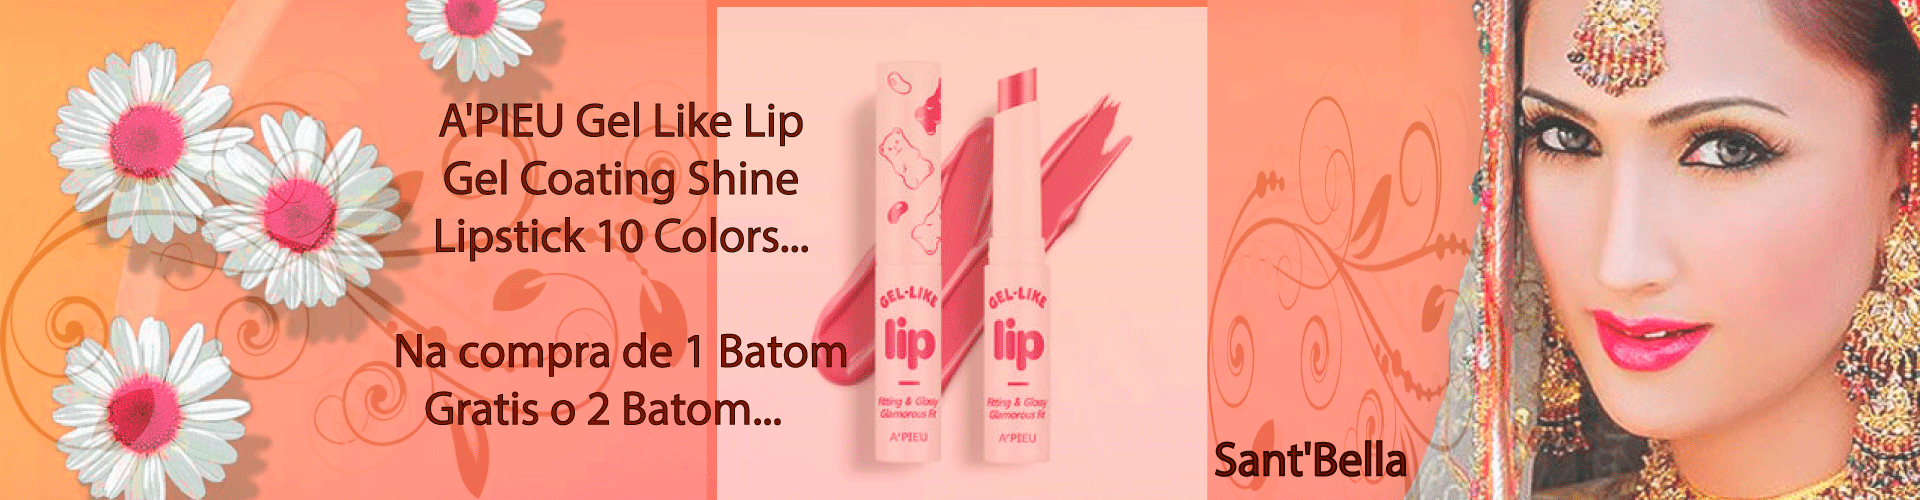 A'PIEU Gel Like Lip
Gel Coating Shine
Lipstick 10 Colors...
Na compra de 1 Batom
Gratis o 2 Batom...
GEL-LIKE
lip
Fitting & Glossy
Glamorous Fit
A'PIEU
GEL-LIKE
lip
Fitting & Glossy
Glamorous Fit
A'PIEU
Sant'Bella